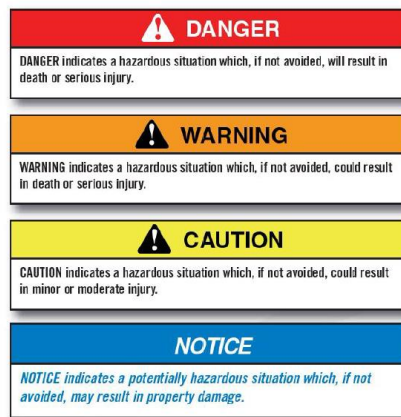 DANGER
DANGER indicates a hazardous situation which, if not avoided, will result in
death or serious injury.
WARNING
WARNING indicates a hazardous situation which, if not avoided, could result
in death or serious injury.
CAUTION
CAUTION indicates a hazardous situation which, if not avoided, could result
in minor or moderate injury.
NOTICE
NOTICE indicates a potentially hazardous situation which, if not
avoided, may result in property damage.